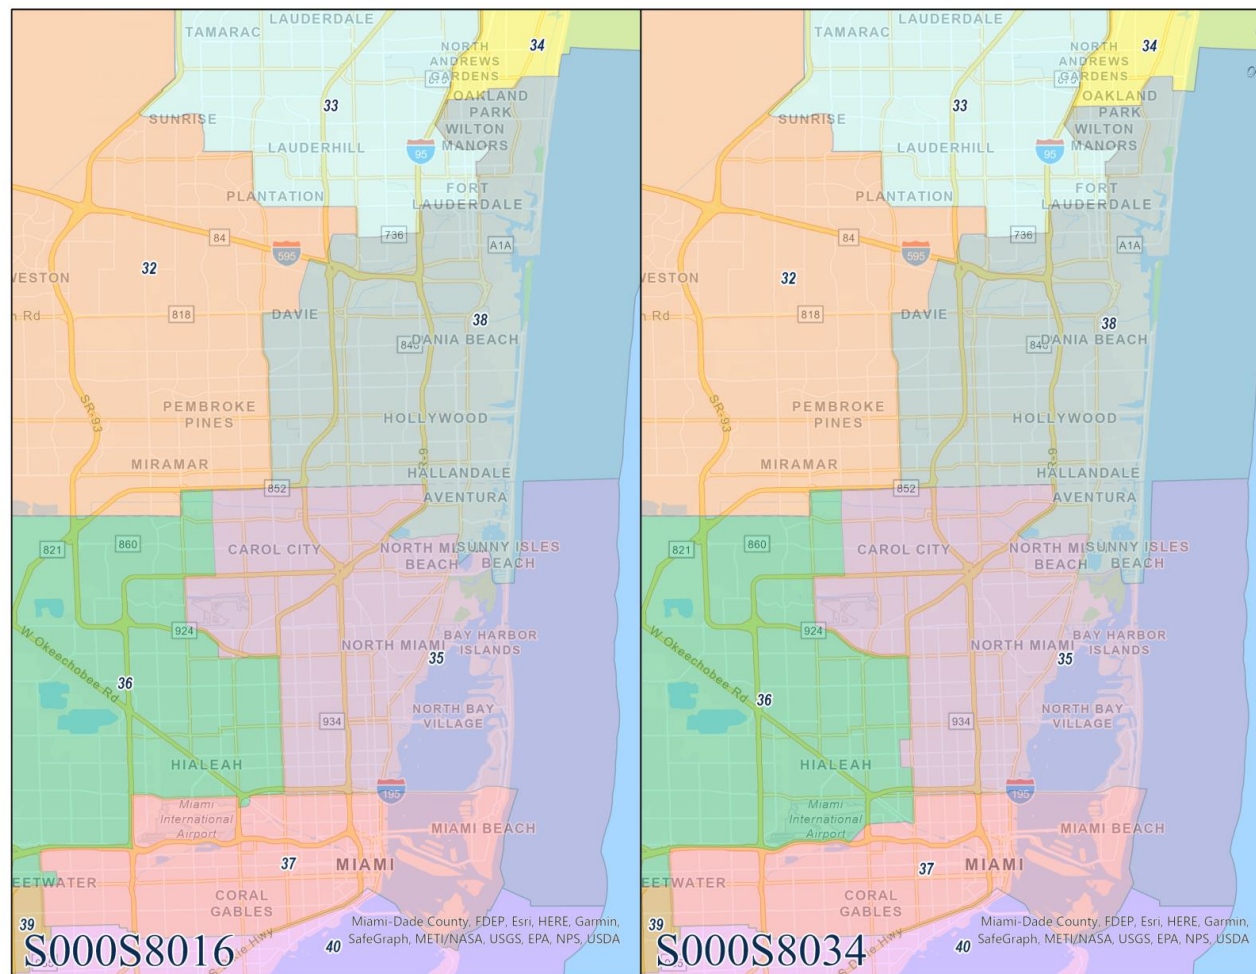 LAUDERDALE
TAMARAC
34
NORTH
ANDREWS
GARDENS
33
OAKLAND
PARK
SUNRISE
WILTON
MANORS
LAUDERHILL
95
PLANTATION
FORT
LAUDERDALE
84
736
A1A
595
32
818
DAVIE
38
DANIA BEACH
SR-93
PEMBROKE
PINES
HOLLYWOOD
MIRAMAR
HALLANDALE
852
AVENTURA
821
860
CAROL CITY
NORTH MI
BEACH
SUNNY ISLES
BEACH
924
W Okeechobee Rd
NORTH MIAMI
BAY HARBOR
ISLANDS
35
36
934
NORTH BAY
VILLAGE
HIALEAH
195
Miami
International
Airport
MIAMI BEACH
37
MIAMI
CORAL
GABLES
39
40
Miami-Dade County, FDEP, Esri, HERE, Garmin,
SafeGraph, METI/NASA, USGS, EPA, NPS, USDA
S000S8016
LAUDERDALE
TAMARAC
34
NORTH
ANDREWS
GARDENS
33
OAKLAND
PARK
SUNRISE
WILTON
MANORS
LAUDERHILL
95
PLANTATION
FORT
LAUDERDALE
84
736
A1A
595
32
818
DAVIE
38
DANIA BEACH
SR-93
PEMBROKE
PINES
HOLLYWOOD
MIRAMAR
HALLANDALE
852
AVENTURA
821
860
CAROL CITY
NORTH MI
BEACH
SUNNY ISLES
BEACH
924
W Okeechobee Rd
NORTH MIAMI
BAY HARBOR
ISLANDS
35
36
934
NORTH BAY
VILLAGE
HIALEAH
195
Miami
International
Airport
MIAMI BEACH
37
MIAMI
CORAL
GABLES
39
40
Miami-Dade County, FDEP, Esri, HERE, Garmin,
SafeGraph, METI/NASA, USGS, EPA, NPS, USDA
S000S8034